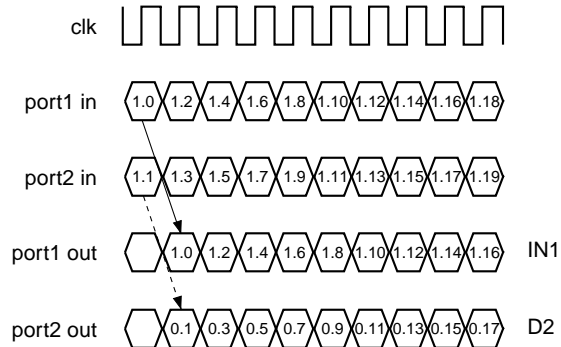 clk
port1 in 1.0 1.2 1.4 1.6 1.8 1.10 1.12 1.14 1.16 1.18
port2 in 1.1 1.3 1.5 1.7 1.9 1.11 1.13 1.15 1.17 1.19
port1 out 1.0 1.2 1.4 1.6 1.8 1.10 1.12 1.14 1.16 IN1
port2 out 0.1 0.3 0.5 0.7 0.9 0.11 0.13 0.15 0.17 D2